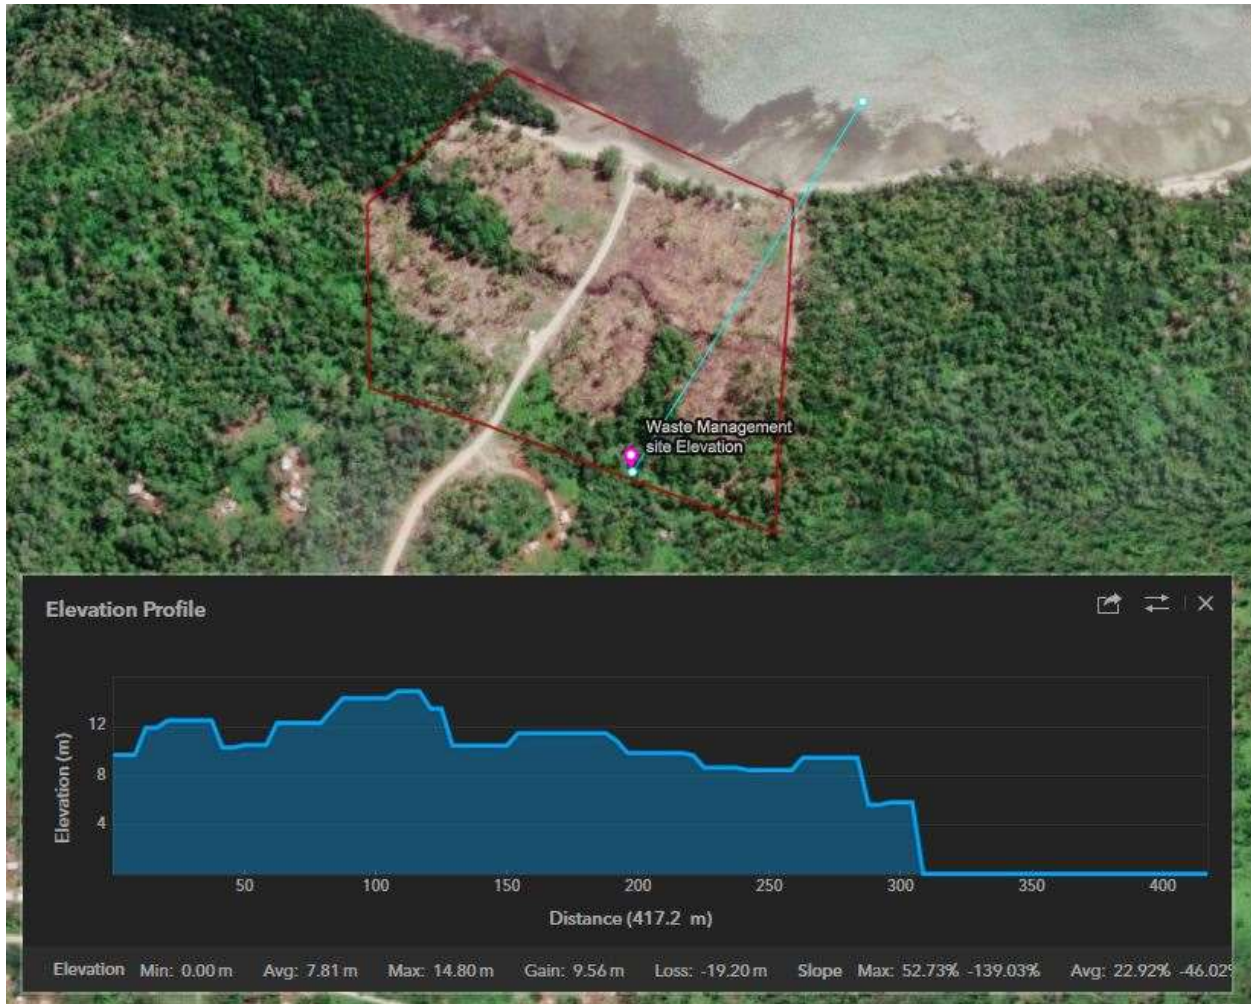 Waste Management
site Elevation
Elevation Profile
Elevation (m)
12
8
4
50 100 150 200 250 300 350 400
Distance (417.2 m)
Elevation Min: 0.00 m Avg: 7.81 m Max: 14.80 m Gain: 9.56 m Loss: -19.20 m Slope Max: 52.73% -139.03% Avg: 22.92% -46.02%